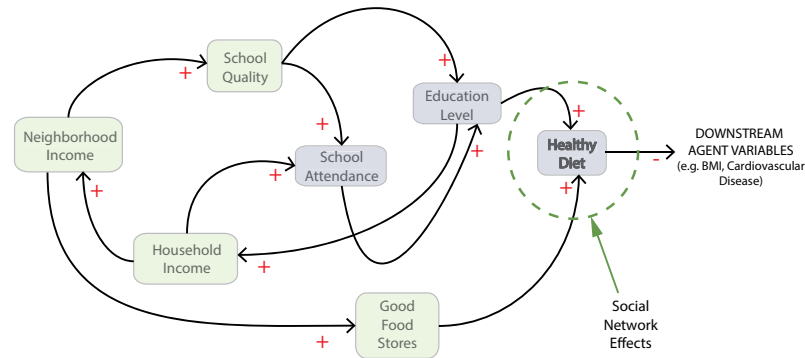 School
Quality
+
+
+
Education
Level
+
Neighborhood
Income
+
School
Attendance
+
+
Healthy
Diet
+
-
DOWNSTREAM
AGENT VARIABLES
(e.g. BMI, Cardiovascular
Disease)
Household
Income
+
Good
Food
Stores
+
Social
Network
Effects